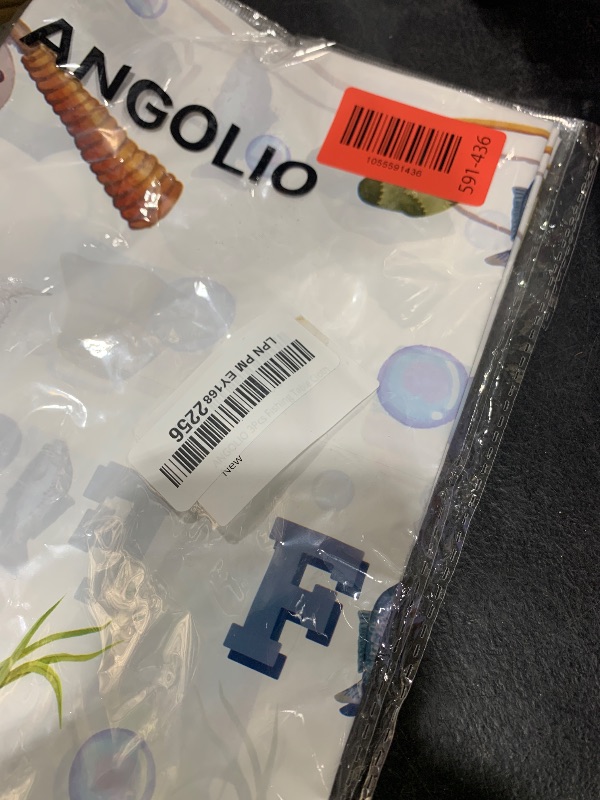 ANGOLIO
1055591436
591-436
LPN PM EY168 2256
New
F